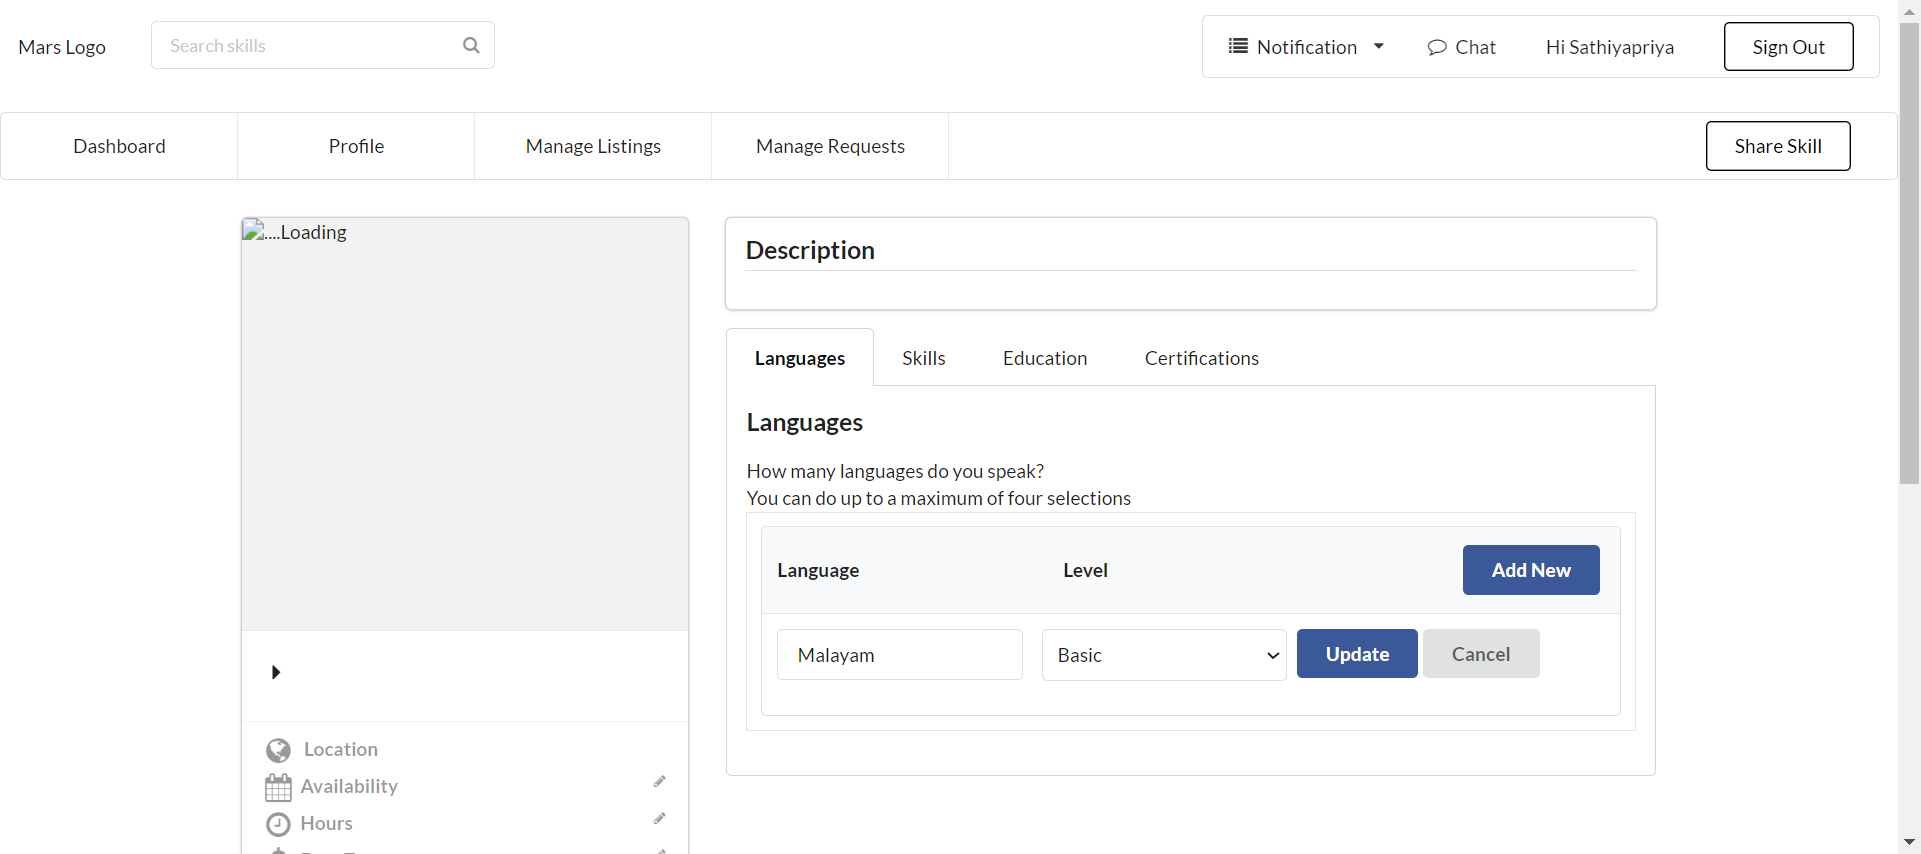 Mars Logo
Search skills
Notification
Chat
Hi Sathiyapriya
Sign Out
Dashboard
Profile
Manage Listings
Manage Requests
Share Skill
....Loading
Location
Availability
Hours
Description
Languages
Skills
Education
Certifications
Languages
How many languages do you speak?
You can do up to a maximum of four selections
Language
Level
Add New
Malayam
Basic
Update
Cancel